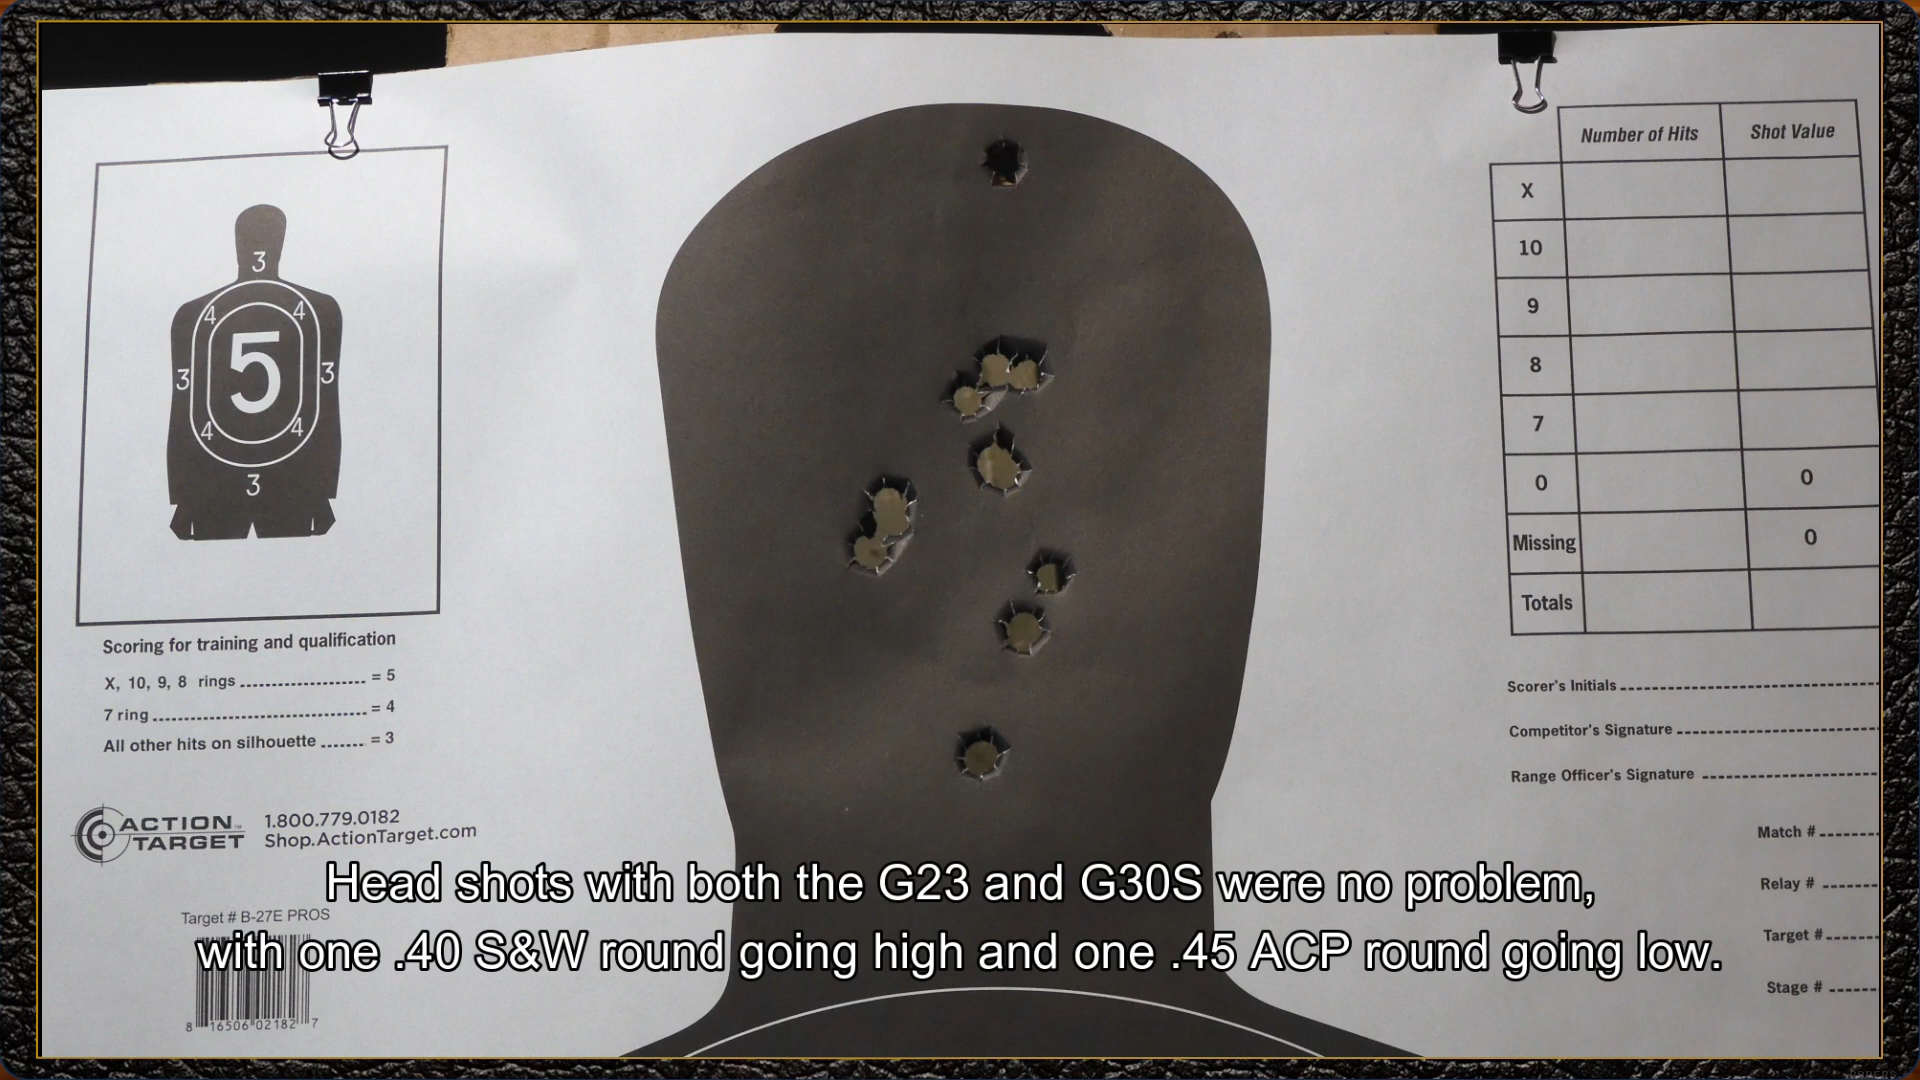 3
4 4
5
3 3
4 4
3
Scoring for training and qualification
X, 10, 9, 8 rings = 5
7 ring = 4
All other hits on silhouette = 3
ACTION TARGET
1.800.779.0182
Shop.ActionTarget.com
Target # B-27E PROS
8 16506 02182 7
Number of Hits Shot Value
X
10
9
8
7
0 0
Missing 0
Totals
Scorer's Initials
Competitor's Signature
Range Officer's Signature
Match #
Relay #
Target #
Stage #
Head shots with both the G23 and G30S were no problem,
with one .40 S&W round going high and one .45 ACP round going low.